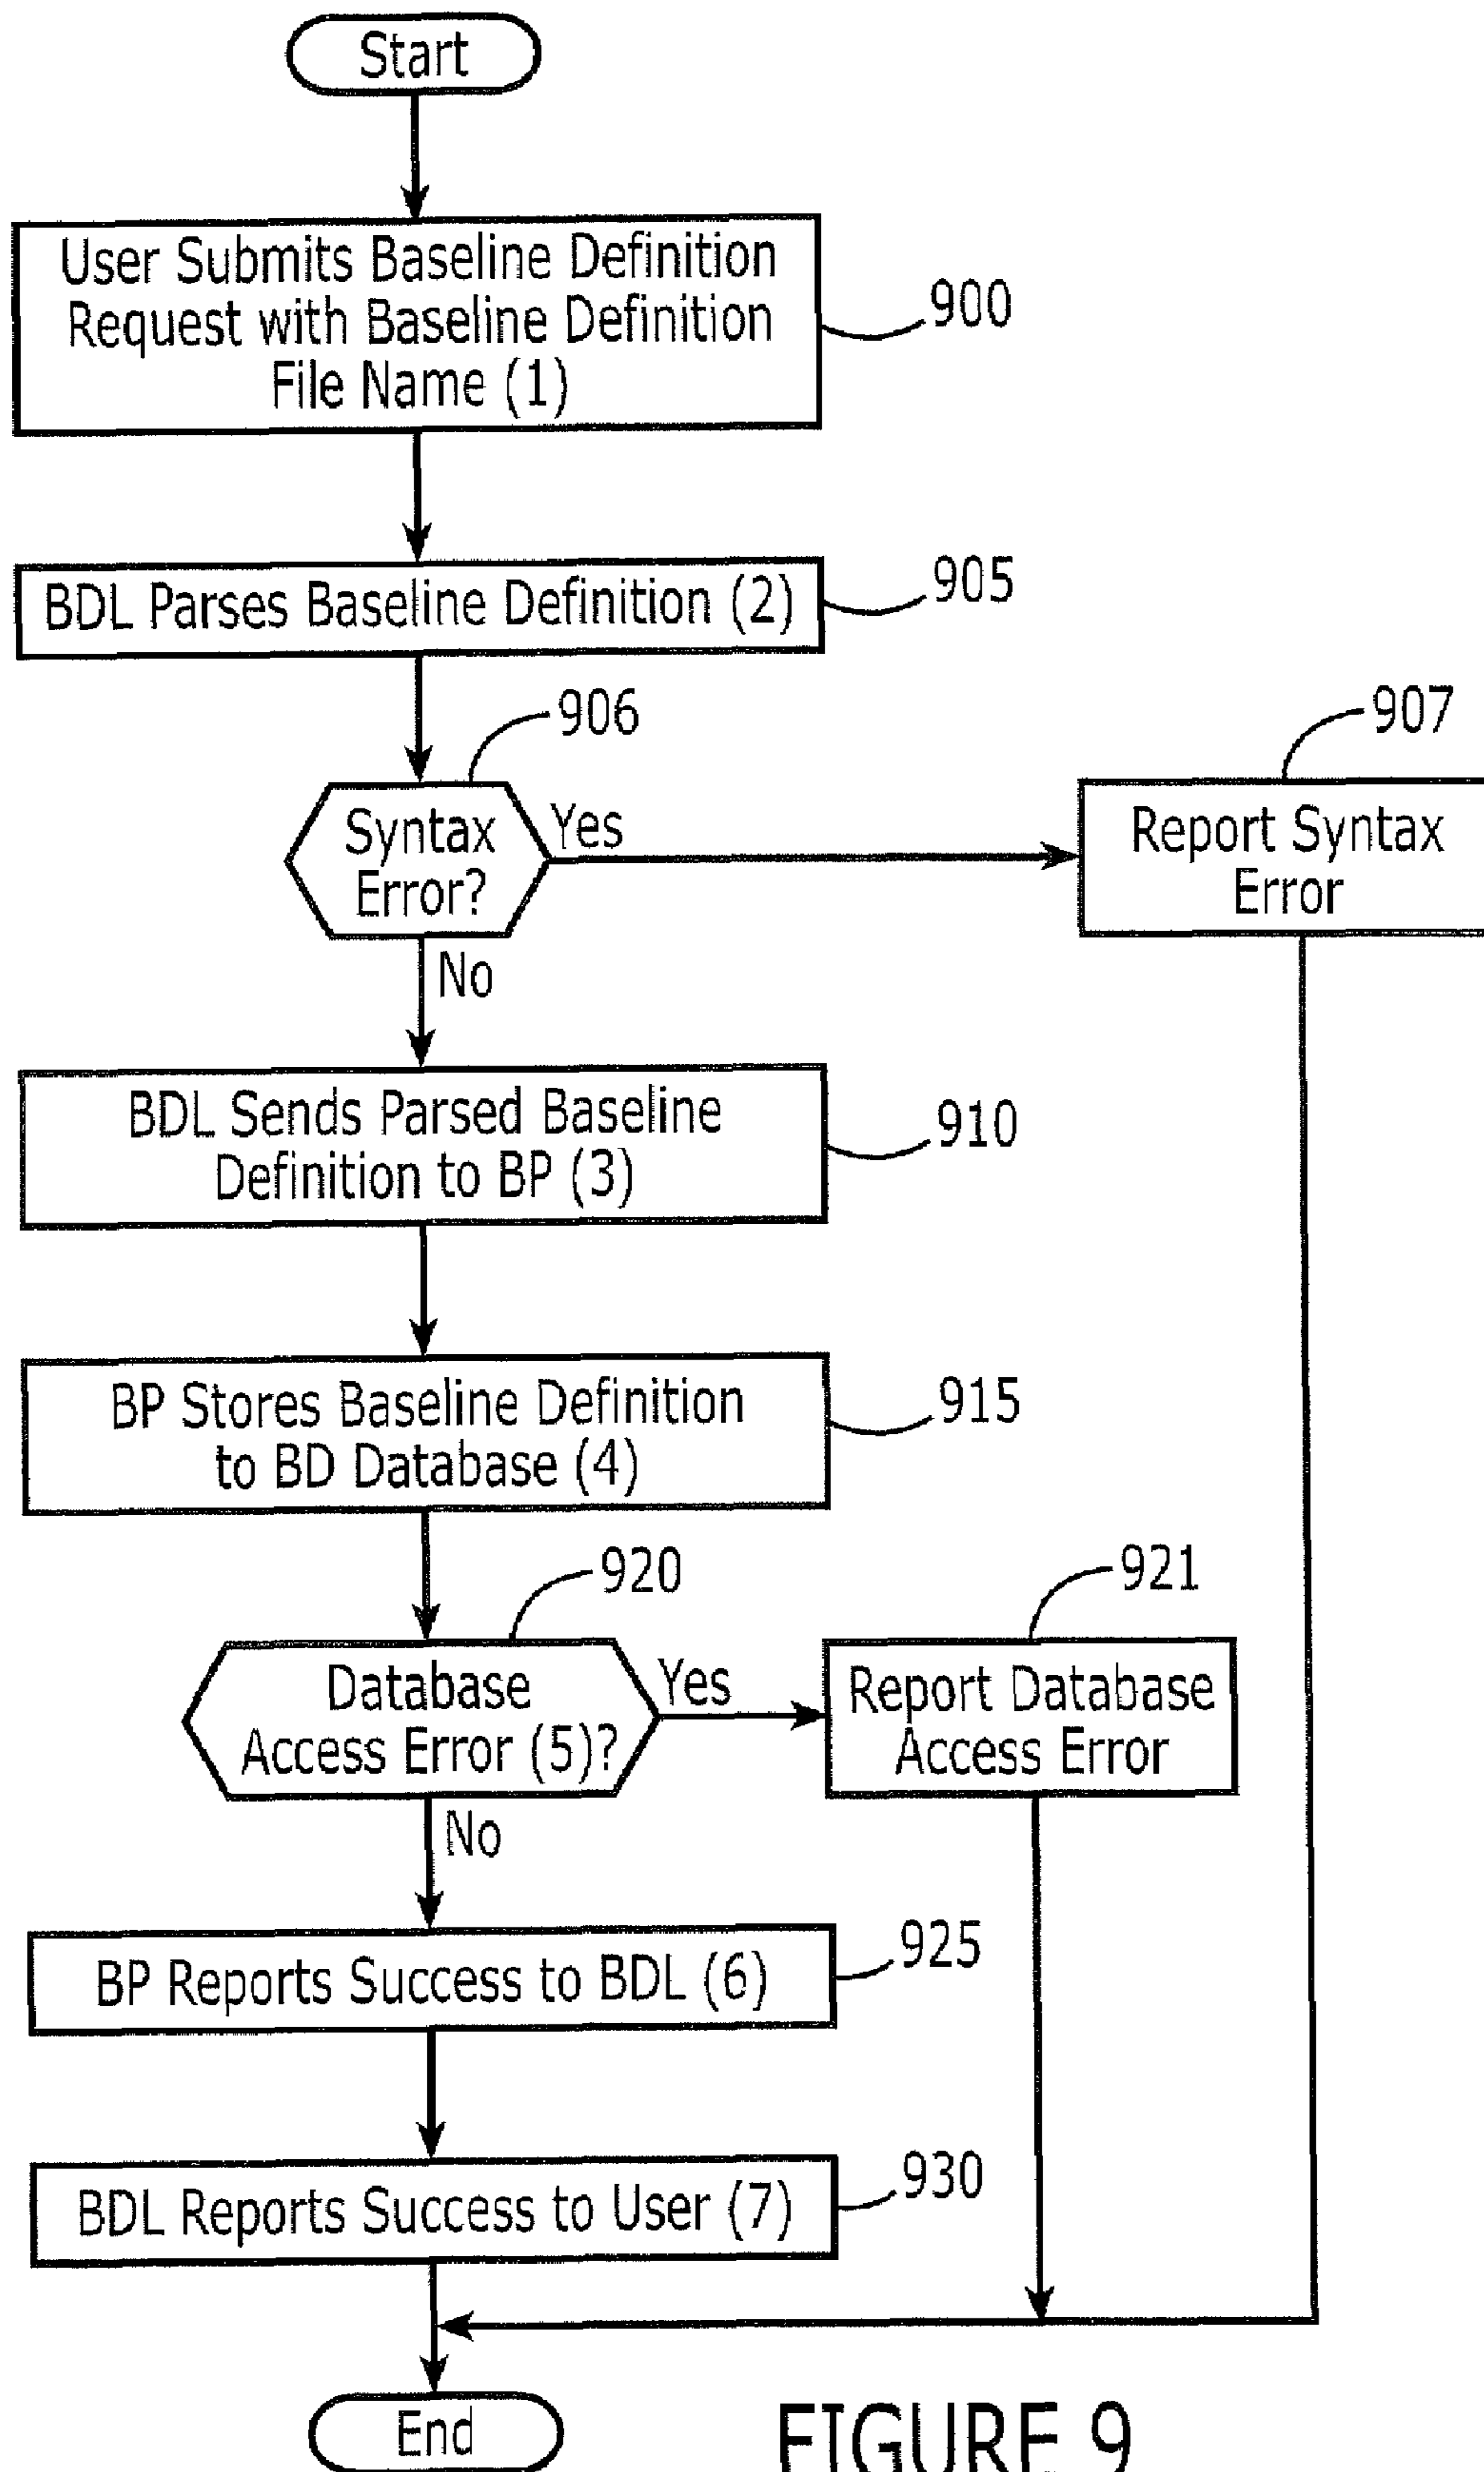 Start
User Submits Baseline Definition
Request with Baseline Definition
File Name (1)
900
BDL Parses Baseline Definition (2)
905
906
907
Syntax
Error?
Yes
Report Syntax
Error
No
BDL Sends Parsed Baseline
Definition to BP (3)
910
BP Stores Baseline Definition
to BD Database (4)
915
920
921
Database
Access Error (5)?
Yes
Report Database
Access Error
No
BP Reports Success to BDL (6)
925
BDL Reports Success to User (7)
930
End
FIGURE 9